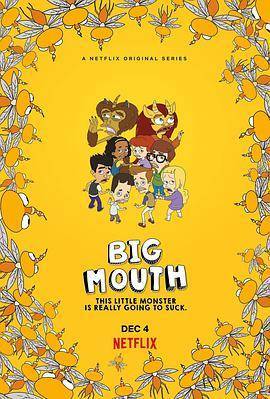 A NETFLIX ORIGINAL SERIES
BIG
MOUTH
THIS LITTLE MONSTER
IS REALLY GOING TO SUCK.
DEC 4
NETFLIX